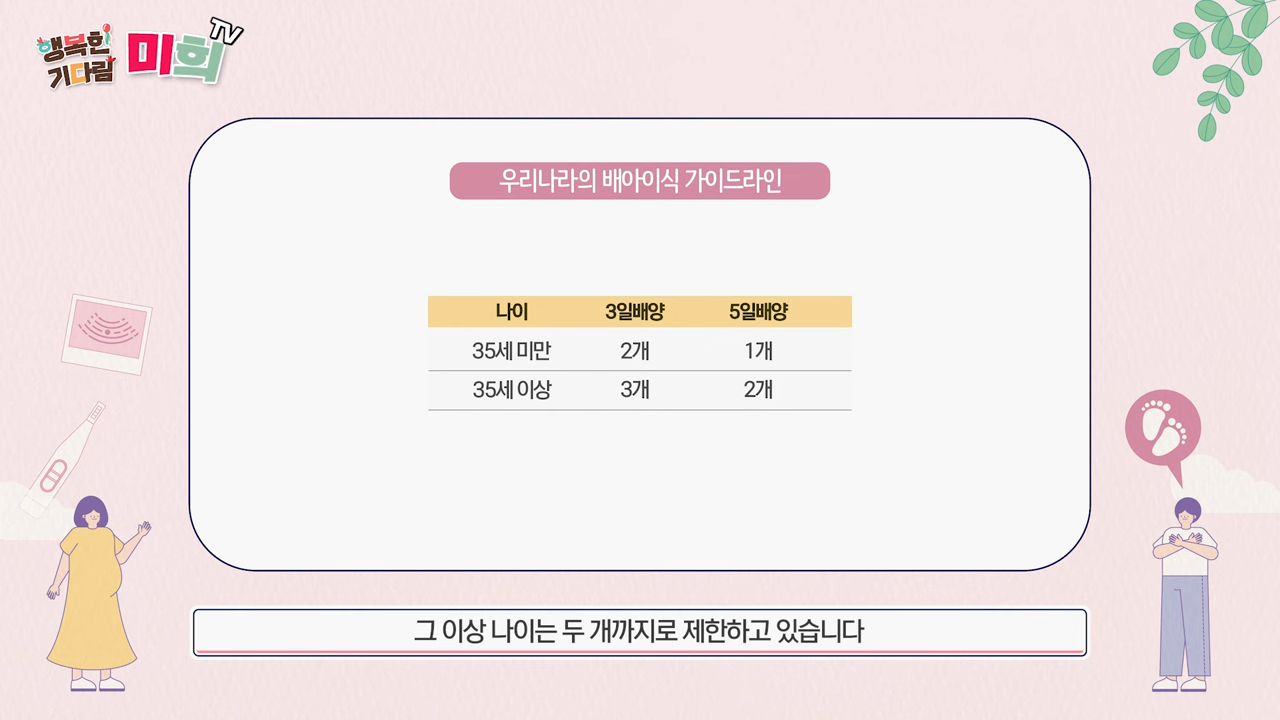 행복한
기다림
미희
TV
우리나라의 배아이식 가이드라인
나이 3일배양 5일배양
35세 미만 2개 1개
35세 이상 3개 2개
그 이상 나이는 두 개까지로 제한하고 있습니다